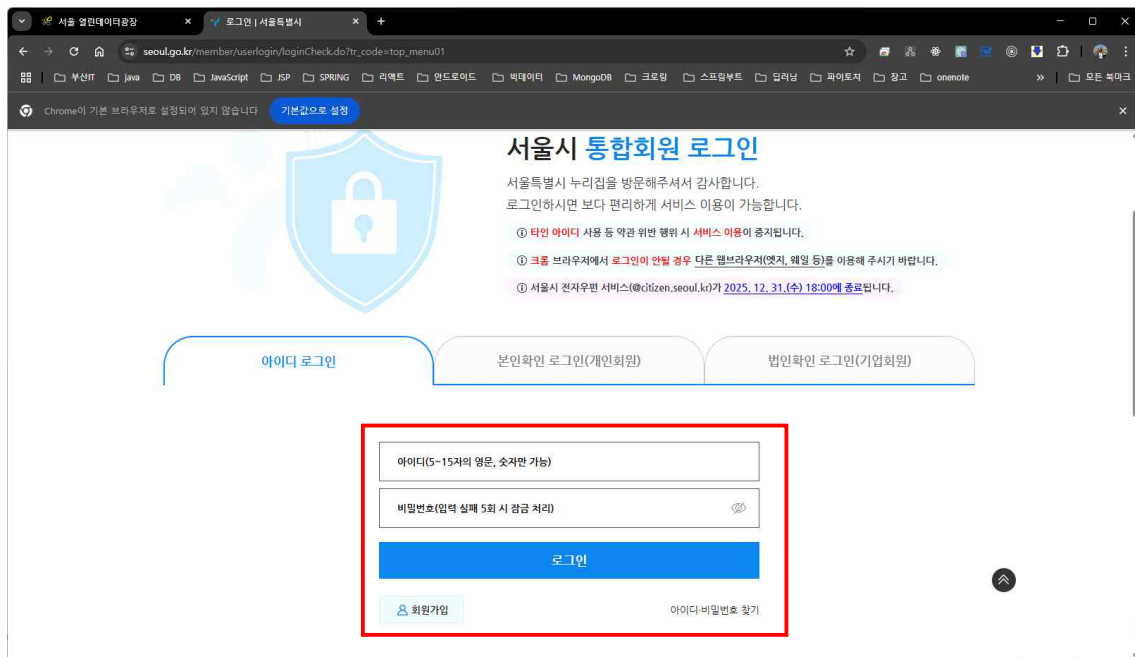 서울 열린데이터광장
로그인 | 서울특별시
seoul.go.kr/member/userlogin/loginCheck.do?tr_code=top_menu01
부산IT java DB JavaScript JSP SPRING 리액트 안드로이드 빅데이터 MongoDB 크로링 스프링부트 딥러닝 파이토치 장고 onenote » 모든 북마크
Chrome이 기본 브라우저로 설정되어 있지 않습니다 기본값으로 설정
서울시 통합회원 로그인
서울특별시 누리집을 방문해주셔서 감사합니다.
로그인하시면 보다 편리하게 서비스 이용이 가능합니다.
타인 아이디 사용 등 약관 위반 행위 시 서비스 이용이 중지됩니다.
크롬 브라우저에서 로그인이 안될 경우 다른 웹브라우저(엣지, 웨일 등)를 이용해 주시기 바랍니다.
서울시 전자우편 서비스(@citizen.seoul.kr)가 2025. 12. 31.(수) 18:00에 종료됩니다.
아이디 로그인 본인확인 로그인(개인회원) 법인확인 로그인(기업회원)
아이디(5~15자의 영문, 숫자만 가능)
비밀번호(입력 실패 5회 시 잠금 처리)
로그인
회원가입 아이디·비밀번호 찾기